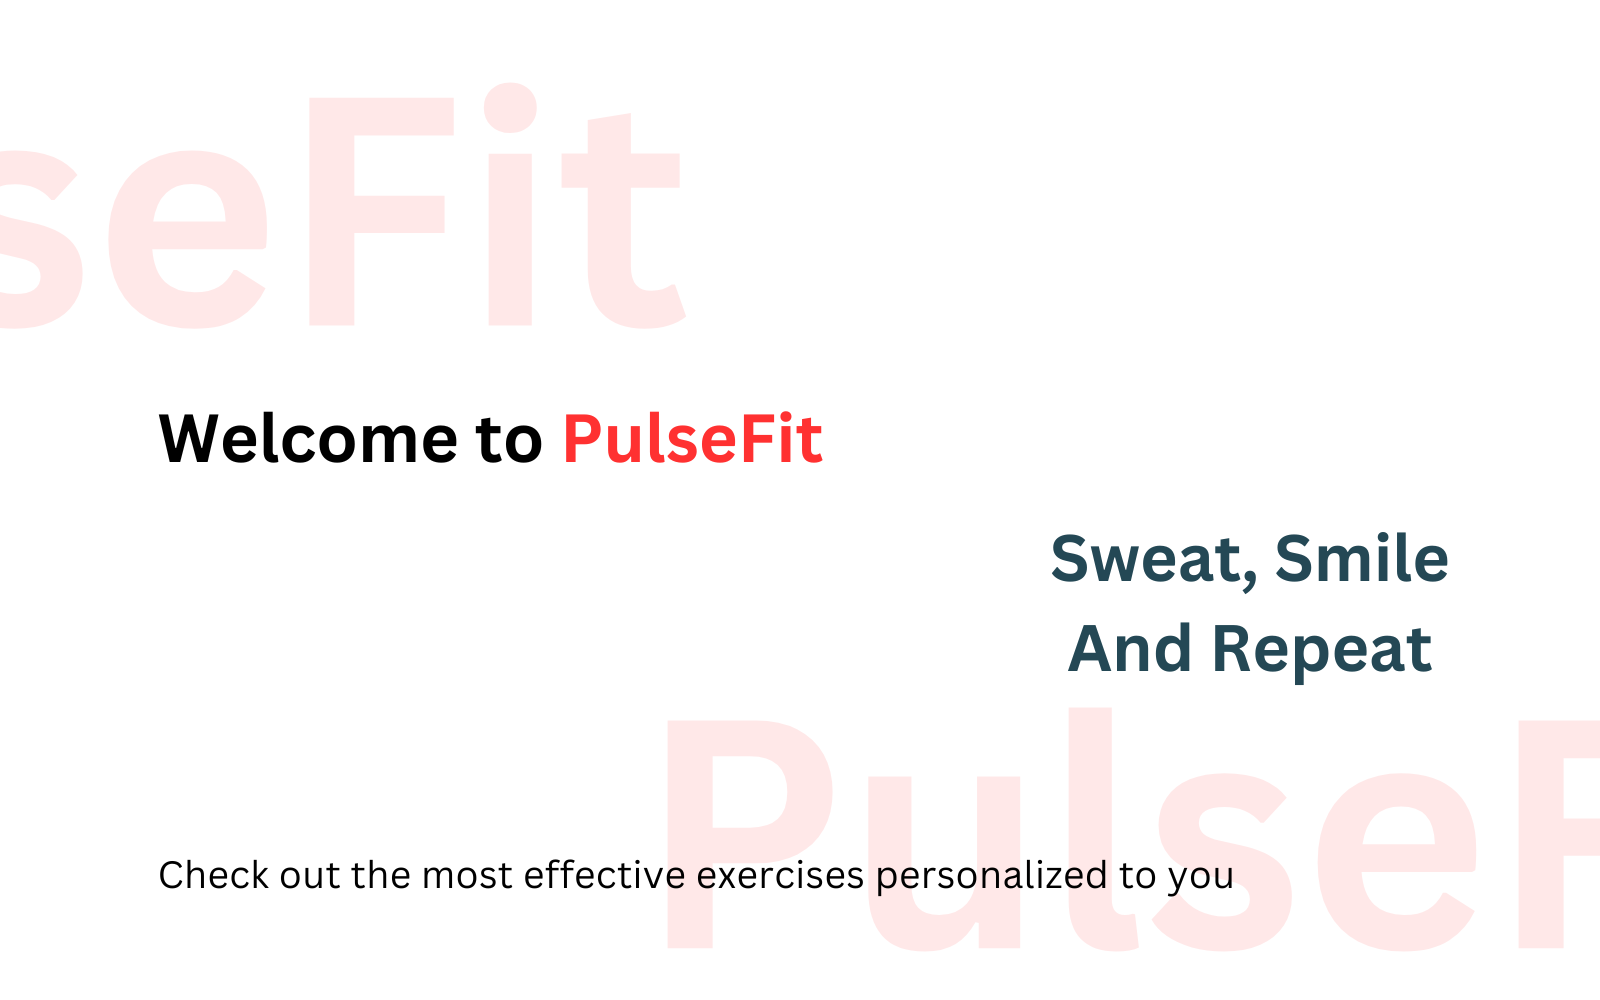 seFit
Welcome to PulseFit
Sweat, Smile
And Repeat
PulseF
Check out the most effective exercises personalized to you